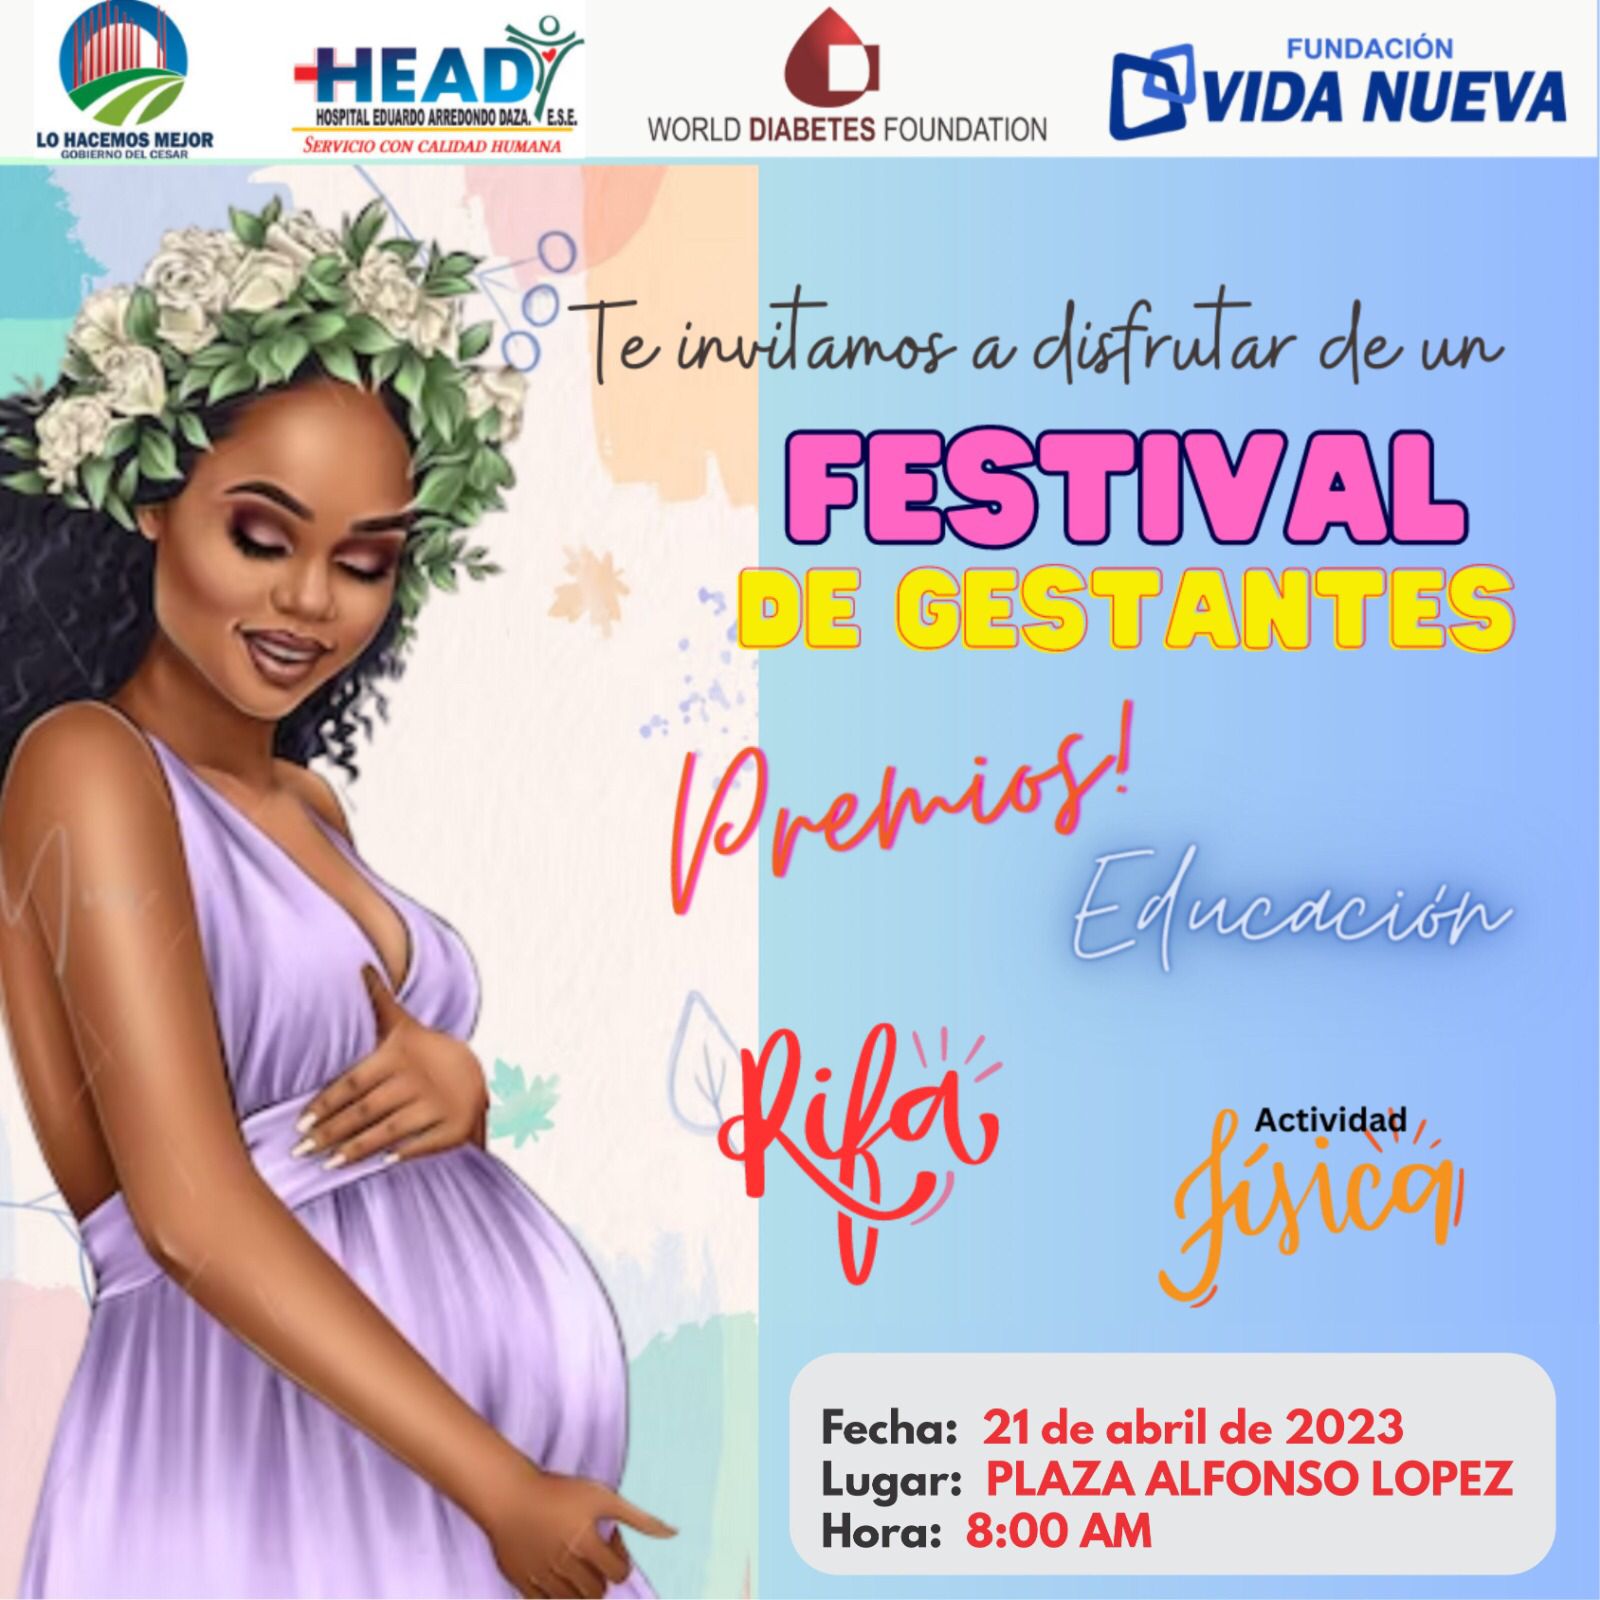 LO HACEMOS MEJOR
GOBIERNO DEL CESAR
HEAD
HOSPITAL EDUARDO ARREDONDO DAZA. E.S.E.
SERVICIO CON CALIDAD HUMANA
WORLD DIABETES FOUNDATION
FUNDACIÓN
VIDA NUEVA
Te invitamos a disfrutar de un
FESTIVAL
DE GESTANTES
Premios!
Educación
Rifa
Actividad
física
Fecha: 21 de abril de 2023
Lugar: PLAZA ALFONSO LOPEZ
Hora: 8:00 AM